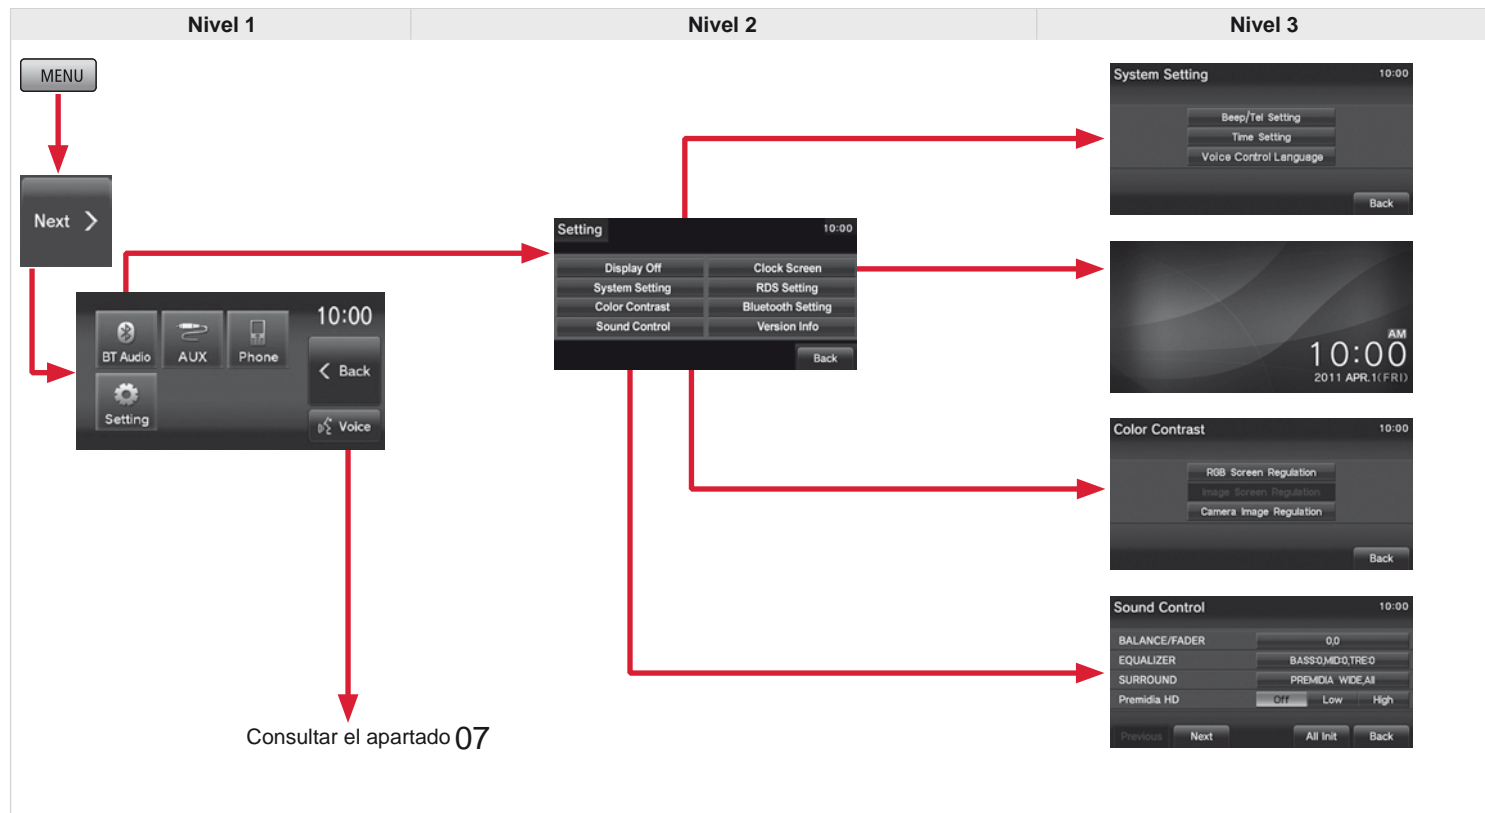 Nivel 1
Nivel 2
Nivel 3
MENU
Next
10:00
BT Audio
AUX
Phone
Back
Setting
Voice
Consultar el apartado 07
Setting
10:00
Display Off
Clock Screen
System Setting
RDS Setting
Color Contrast
Bluetooth Setting
Sound Control
Version Info
Back
System Setting
10:00
Beep/Tel Setting
Time Setting
Voice Control Language
Back
AM
10:00
2011 APR.1(FRI)
Color Contrast
10:00
RGB Screen Regulation
Image Screen Regulation
Camera Image Regulation
Back
Sound Control
10:00
BALANCE/FADER
0,0
EQUALIZER
BASS:0,MID:0,TRE:0
SURROUND
PREMIDIA WIDE,All
Premidia HD
Off
Low
High
Previous
Next
All Init
Back